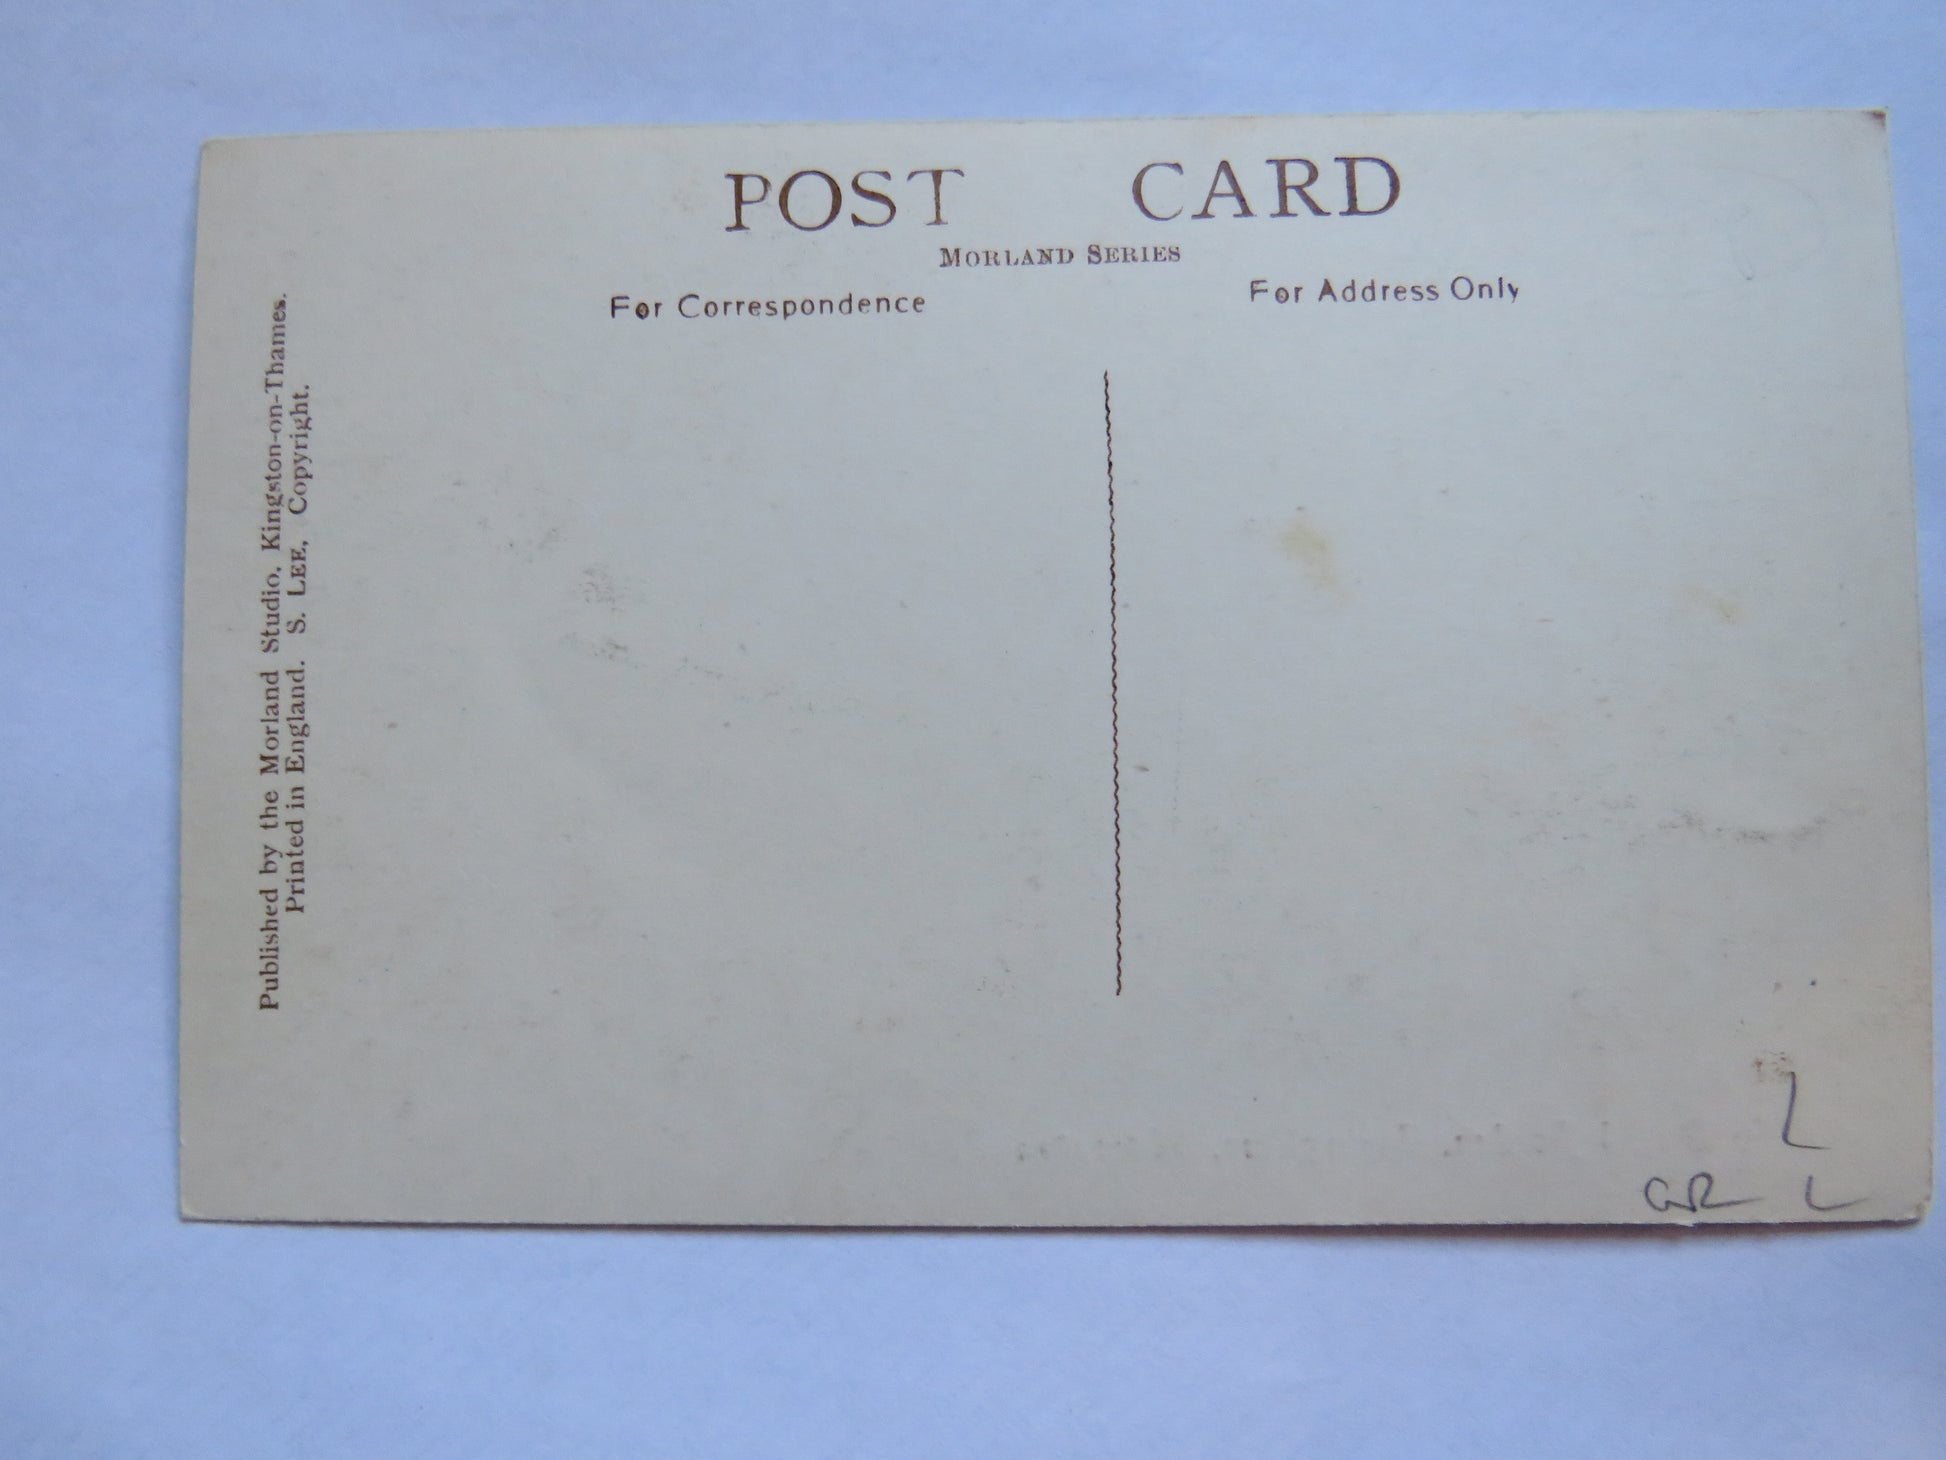 POST CARD
MORLAND SERIES
For Correspondence
For Address Only
Published by the Morland Studio, Kingston-on-Thames.
Printed in England. S. LEE, Copyright.
GR L